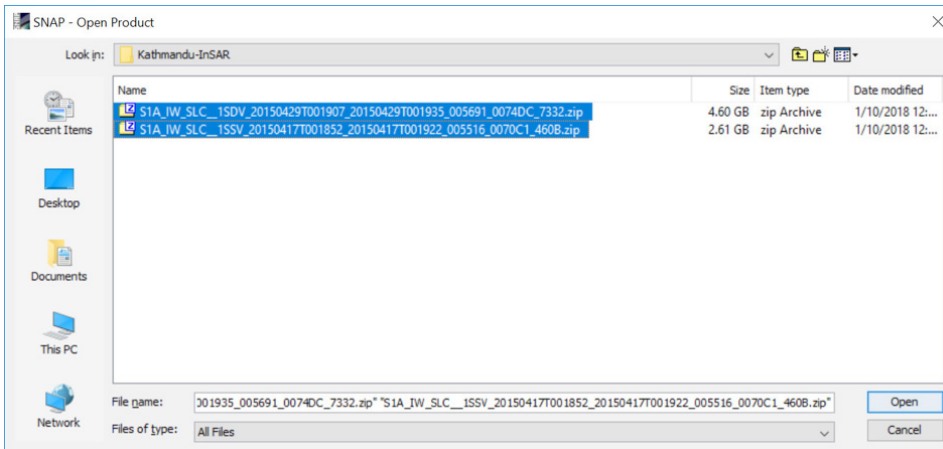 SNAP - Open Product
Look in: Kathmandu-InSAR
Name Size Item type Date modified
S1A_IW_SLC__1SDV_20150429T001907_20150429T001935_005691_0074DC_7332.zip 4.60 GB zip Archive 1/10/2018 12:...
S1A_IW_SLC__1SSV_20150417T001852_20150417T001922_005516_0070C1_460B.zip 2.61 GB zip Archive 1/10/2018 12:...
Recent Items
Desktop
Documents
This PC
Network
File name: 001935_005691_0074DC_7332.zip" "S1A_IW_SLC__1SSV_20150417T001852_20150417T001922_005516_0070C1_460B.zip" Open
Files of type: All Files Cancel